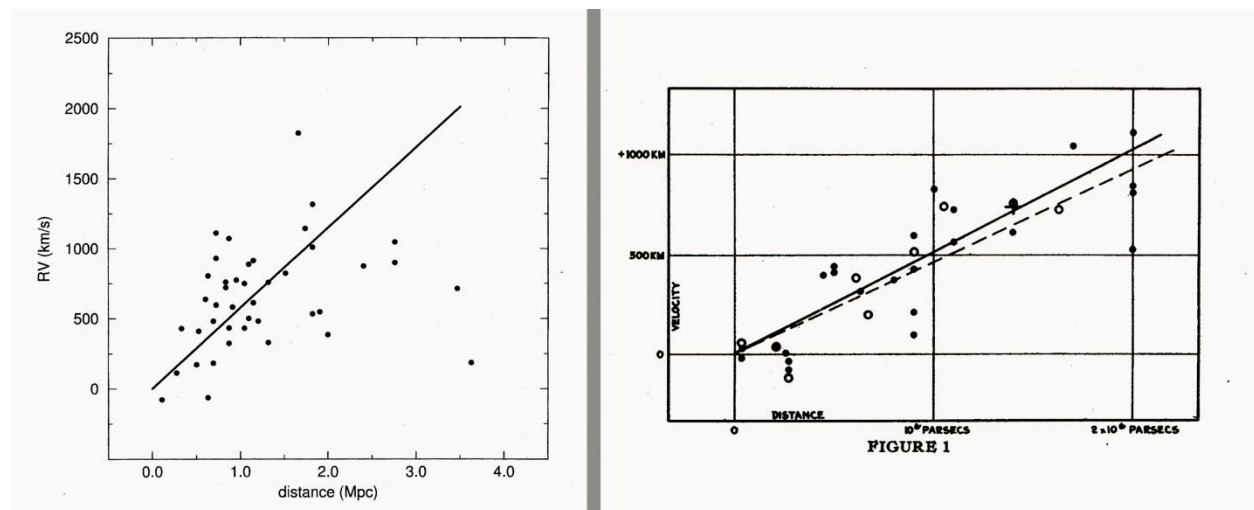 2500
2000
1500
1000
500
0
RV (km/s)
0.0 1.0 2.0 3.0 4.0
distance (Mpc)
+1000 KM
500 KM
0
VELOCITY
DISTANCE
0 10⁶ PARSECS 2 x 10⁶ PARSECS
FIGURE 1